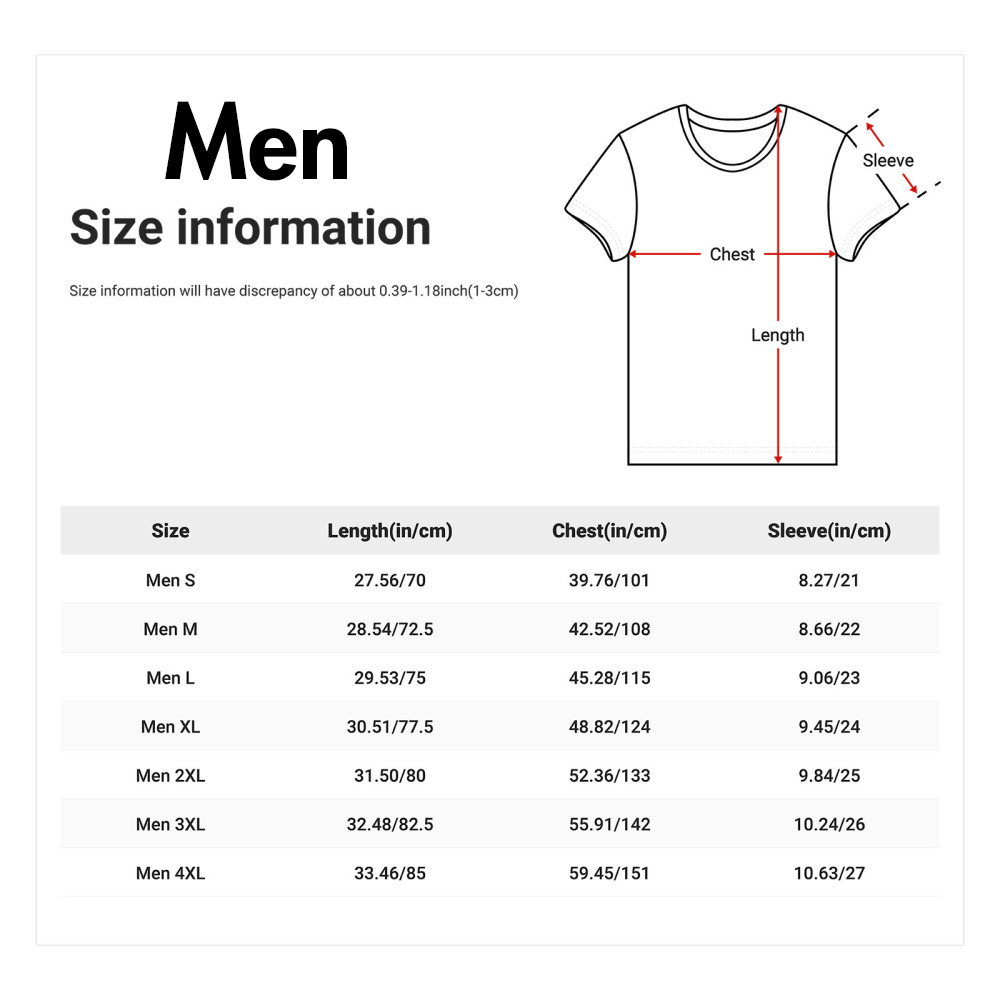 Men
Size information
Size information will have discrepancy of about 0.39-1.18inch(1-3cm)
Sleeve
Chest
Length
Size Length(in/cm) Chest(in/cm) Sleeve(in/cm)
Men S 27.56/70 39.76/101 8.27/21
Men M 28.54/72.5 42.52/108 8.66/22
Men L 29.53/75 45.28/115 9.06/23
Men XL 30.51/77.5 48.82/124 9.45/24
Men 2XL 31.50/80 52.36/133 9.84/25
Men 3XL 32.48/82.5 55.91/142 10.24/26
Men 4XL 33.46/85 59.45/151 10.63/27